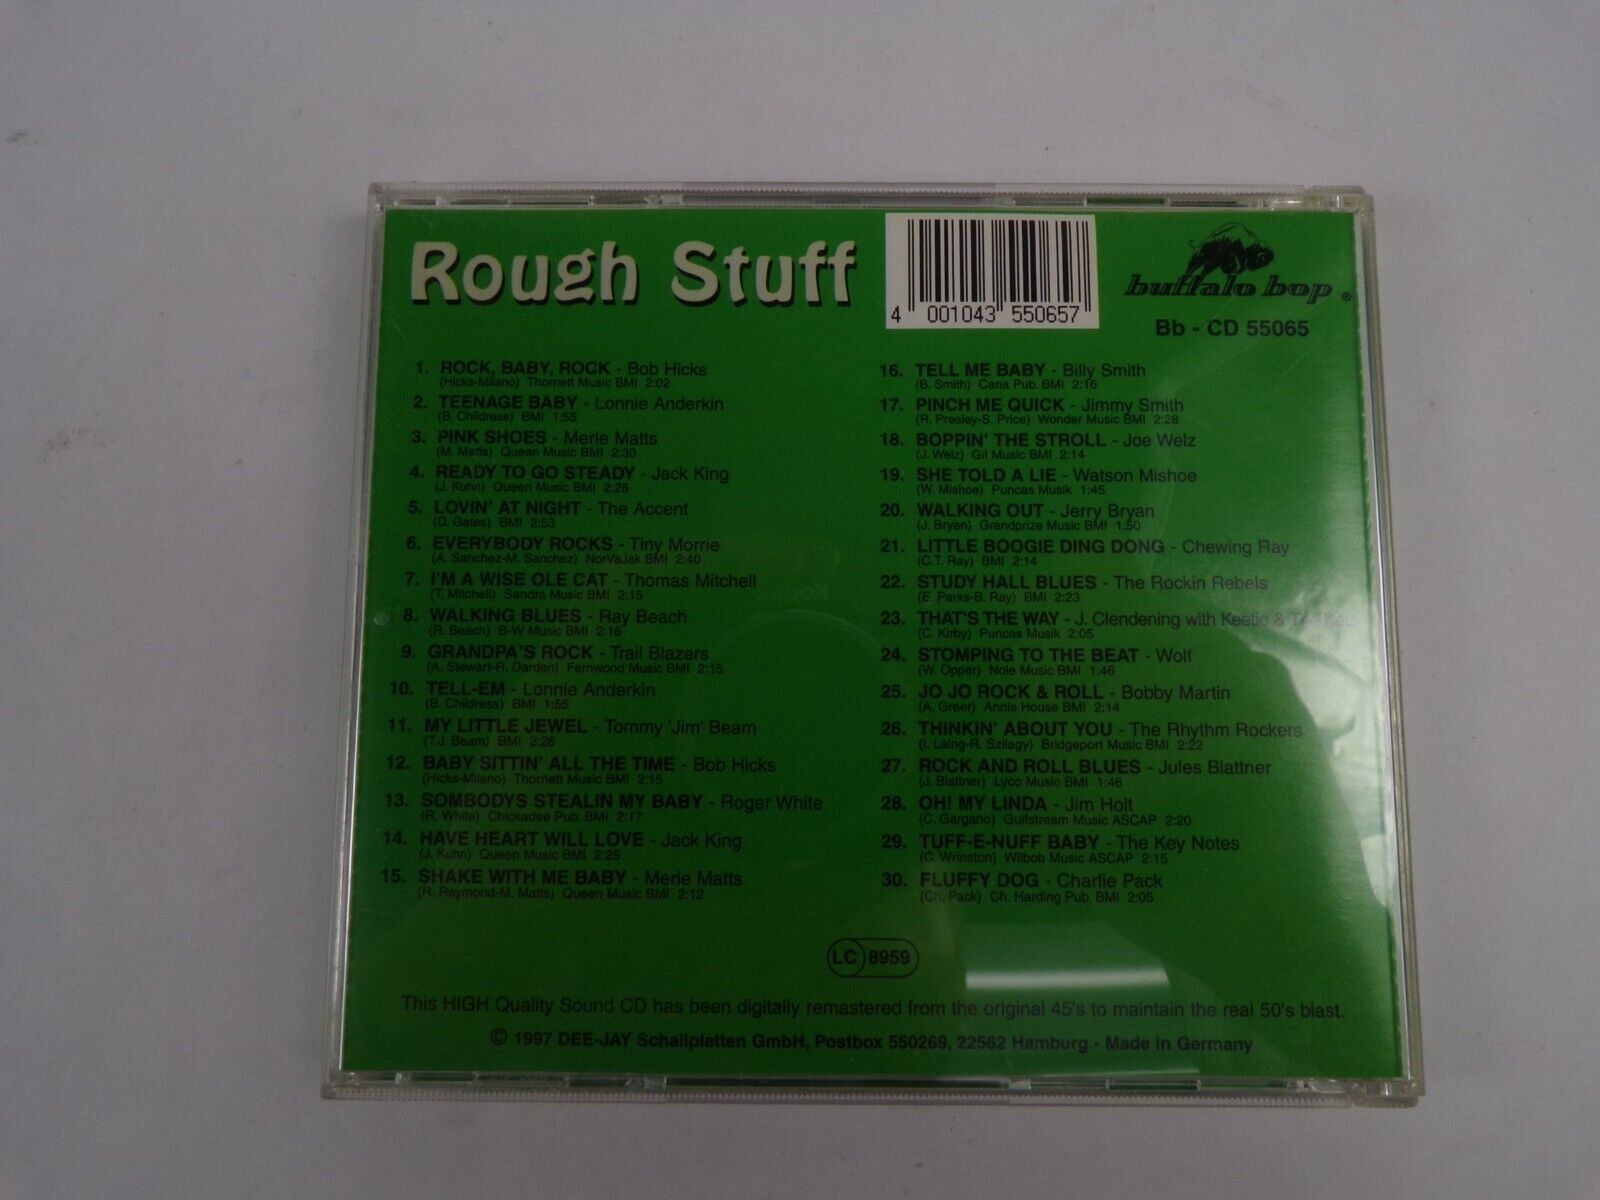 Rough Stuff
4 001043 550657
buffalo bop ®
Bb - CD 55065
1. ROCK, BABY, ROCK - Bob Hicks
(Hicks-Milano) Thornett Music BMI 2:02
2. TEENAGE BABY - Lonnie Anderkin
(B. Childress) BMI 1:55
3. PINK SHOES - Merle Matts
(M. Matts) Queen Music BMI 2:30
4. READY TO GO STEADY - Jack King
(J. Kuhn) Queen Music BMI 2:28
5. LOVIN' AT NIGHT - The Accent
(D. Gates) BMI 2:53
6. EVERYBODY ROCKS - Tiny Morrie
(A. Sanchez-M. Sanchez) NorVaJak BMI 2:40
7. I'M A WISE OLE CAT - Thomas Mitchell
(T. Mitchell) Sandra Music BMI 2:15
8. WALKING BLUES - Ray Beach
(R. Beach) B-W Music BMI 2:16
9. GRANDPA'S ROCK - Trail Blazers
(A. Stewart-R. Darden) Fernwood Music BMI 2:15
10. TELL-EM - Lonnie Anderkin
(B. Childress) BMI 1:55
11. MY LITTLE JEWEL - Tommy 'Jim' Beam
(T.J. Beam) BMI 2:26
12. BABY SITTIN' ALL THE TIME - Bob Hicks
(Hicks-Milano) Thornett Music BMI 2:15
13. SOMBODYS STEALIN MY BABY - Roger White
(R. White) Chickadee Pub. BMI 2:17
14. HAVE HEART WILL LOVE - Jack King
(J. Kuhn) Queen Music BMI 2:25
15. SHAKE WITH ME BABY - Merle Matts
(R. Raymond-M. Matts) Queen Music BMI 2:12
16. TELL ME BABY - Billy Smith
(B. Smith) Cana Pub. BMI 2:16
17. PINCH ME QUICK - Jimmy Smith
(R. Presley-S. Price) Wonder Music BMI 2:28
18. BOPPIN' THE STROLL - Joe Welz
(J. Welz) Gil Music BMI 2:14
19. SHE TOLD A LIE - Watson Mishoe
(W. Mishoe) Puncas Musik 1:45
20. WALKING OUT - Jerry Bryan
(J. Bryan) Grandprize Music BMI 1:50
21. LITTLE BOOGIE DING DONG - Chewing Ray
(C.T. Ray) BMI 2:14
22. STUDY HALL BLUES - The Rockin Rebels
(E. Parks-B. Ray) BMI 2:23
23. THAT'S THE WAY - J. Clendening with Keetie & The
(C. Kirby) Puncas Musik 2:05
24. STOMPING TO THE BEAT - Wolf
(W. Opper) Nole Music BMI 1:46
25. JO JO ROCK & ROLL - Bobby Martin
(A. Greer) Annis House BMI 2:14
26. THINKIN' ABOUT YOU - The Rhythm Rockers
(I. Laing-R. Szilagy) Bridgeport Music BMI 2:22
27. ROCK AND ROLL BLUES - Jules Blattner
(J. Blattner) Lyco Music BMI 1:46
28. OH! MY LINDA - Jim Holt
(C. Gargano) Gulfstream Music ASCAP 2:20
29. TUFF-E-NUFF BABY - The Key Notes
(C. Wrinston) Wilbob Music ASCAP 2:15
30. FLUFFY DOG - Charlie Pack
(Ch. Pack) Ch. Harding Pub. BMI 2:05
LC 8959
This HIGH Quality Sound CD has been digitally remastered from the original 45's to maintain the real 50's blast.
© 1997 DEE-JAY Schallplatten GmbH, Postbox 550269, 22562 Hamburg - Made in Germany